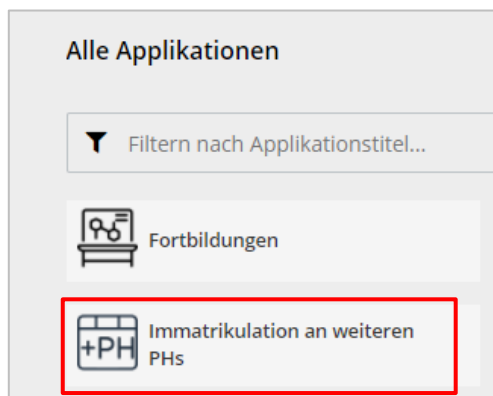 Alle Applikationen
Filtern nach Applikationstitel...
Fortbildungen
+PH
Immatrikulation an weiteren
PHs